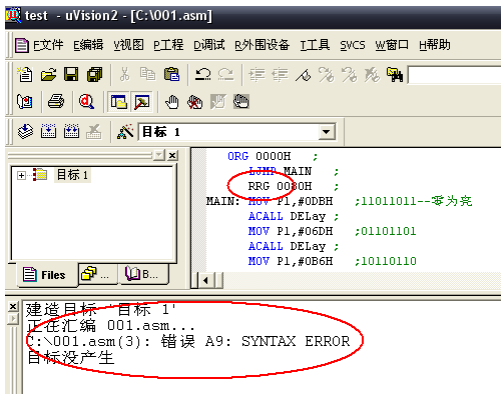 test - uVision2 - [C:\001.asm]
E文件 E编辑 V视图 P工程 D调试 R外围设备 T工具 SVCS W窗口 H帮助
目标 1
目标 1
ORG 0000H ;
LJMP MAIN ;
RRG 0030H ;
MAIN: MOV P1,#0DBH ;11011011--零为亮
ACALL DELay ;
MOV P1,#06DH ;01101101
ACALL DELay ;
MOV P1,#0B6H ;10110110
Files
B...
建造目标 '目标 1'
正在汇编 001.asm...
C:\001.asm(3): 错误 A9: SYNTAX ERROR
目标没产生